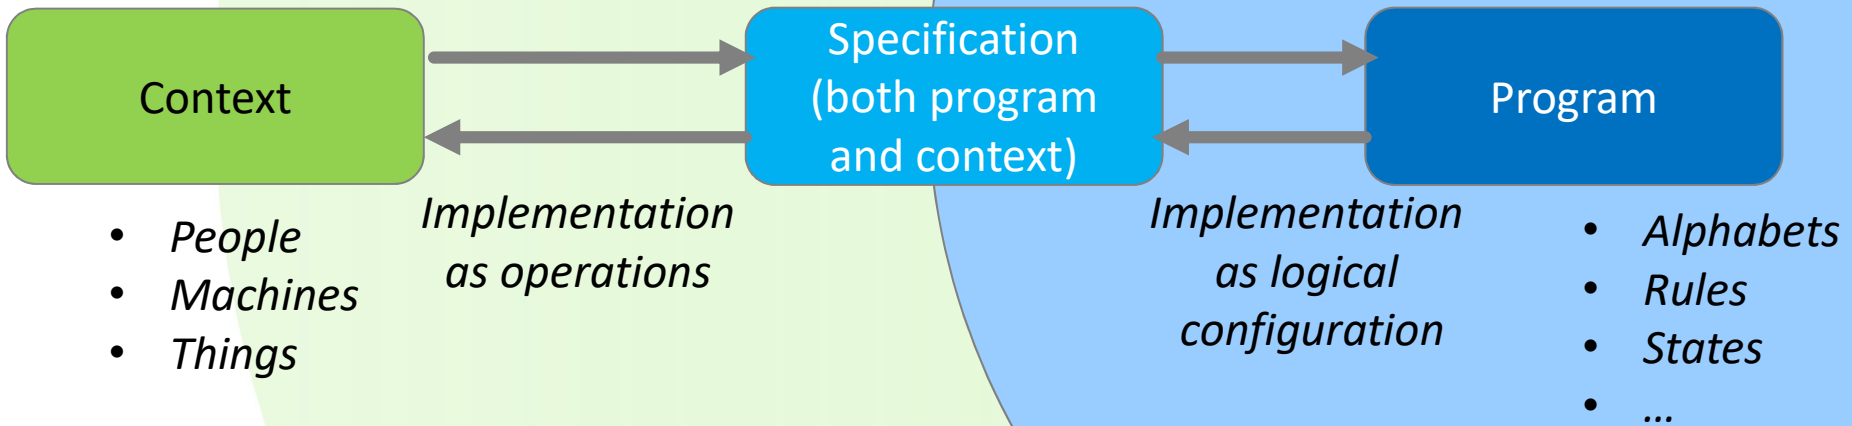 Context
Specification
(both program
and context)
Program
• People
• Machines
• Things
Implementation
as operations
Implementation
as logical
configuration
• Alphabets
• Rules
• States
• ...